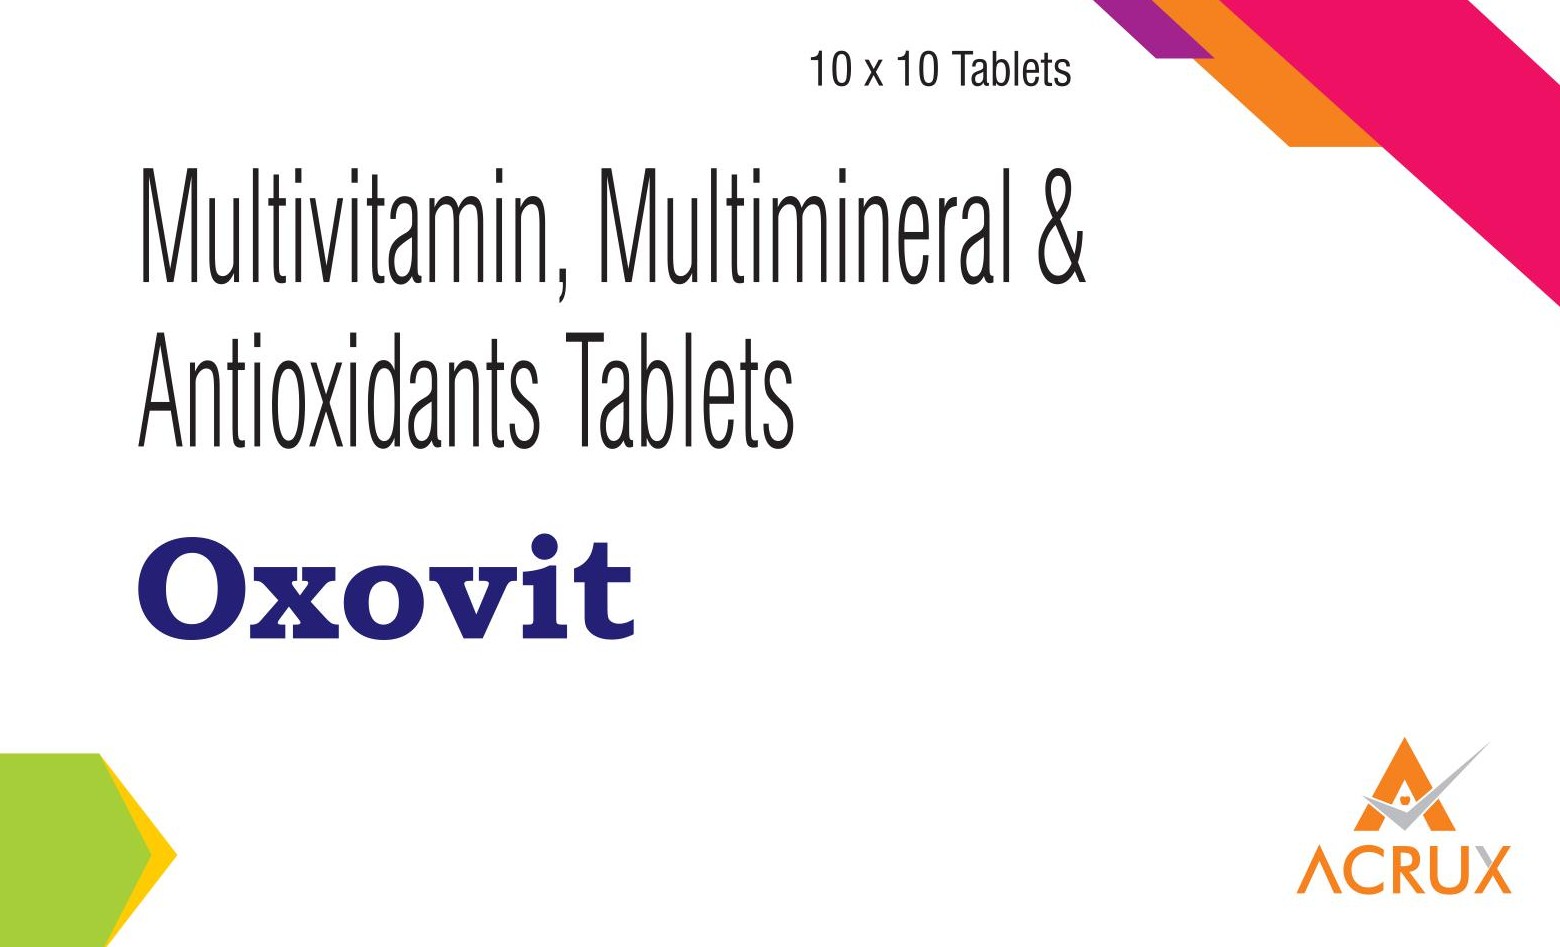 10 x 10 Tablets
Multivitamin, Multimineral &
Antioxidants Tablets
Oxovit
ACRUX